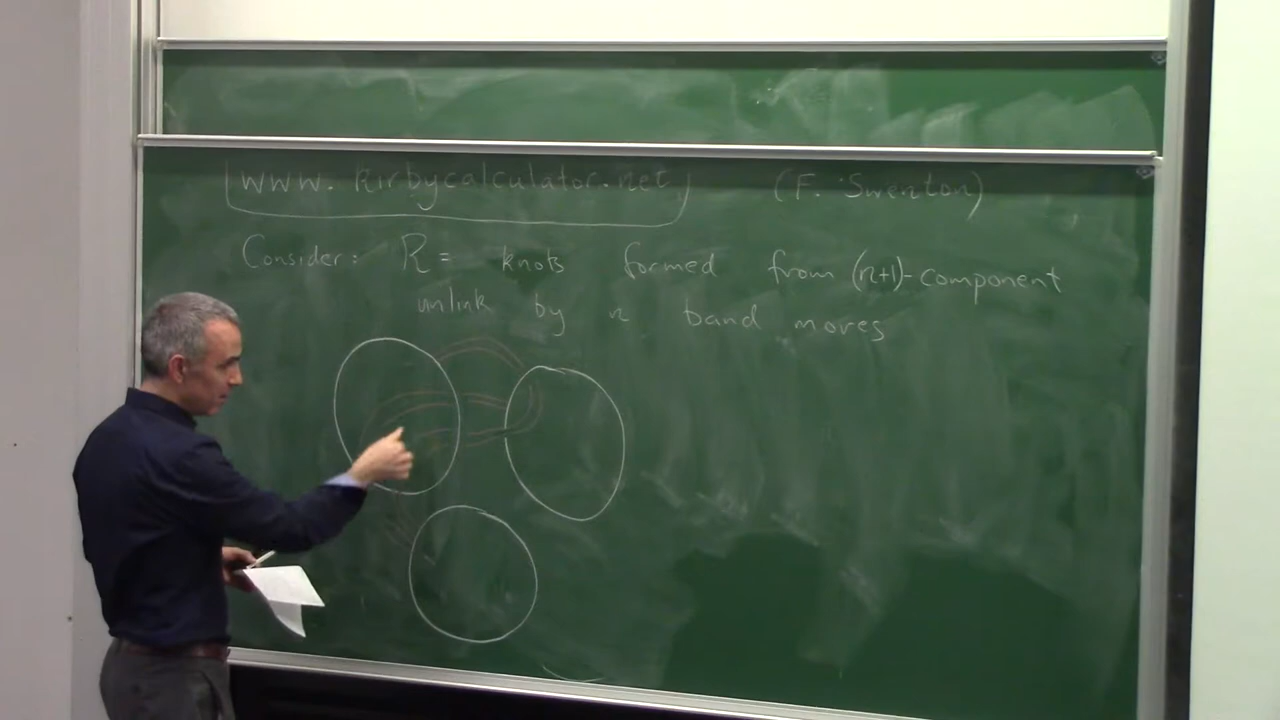 www. kirbycalculator.net (F. Swenton)
Consider: R = knots formed from (n+1)-component
unlink by n band moves